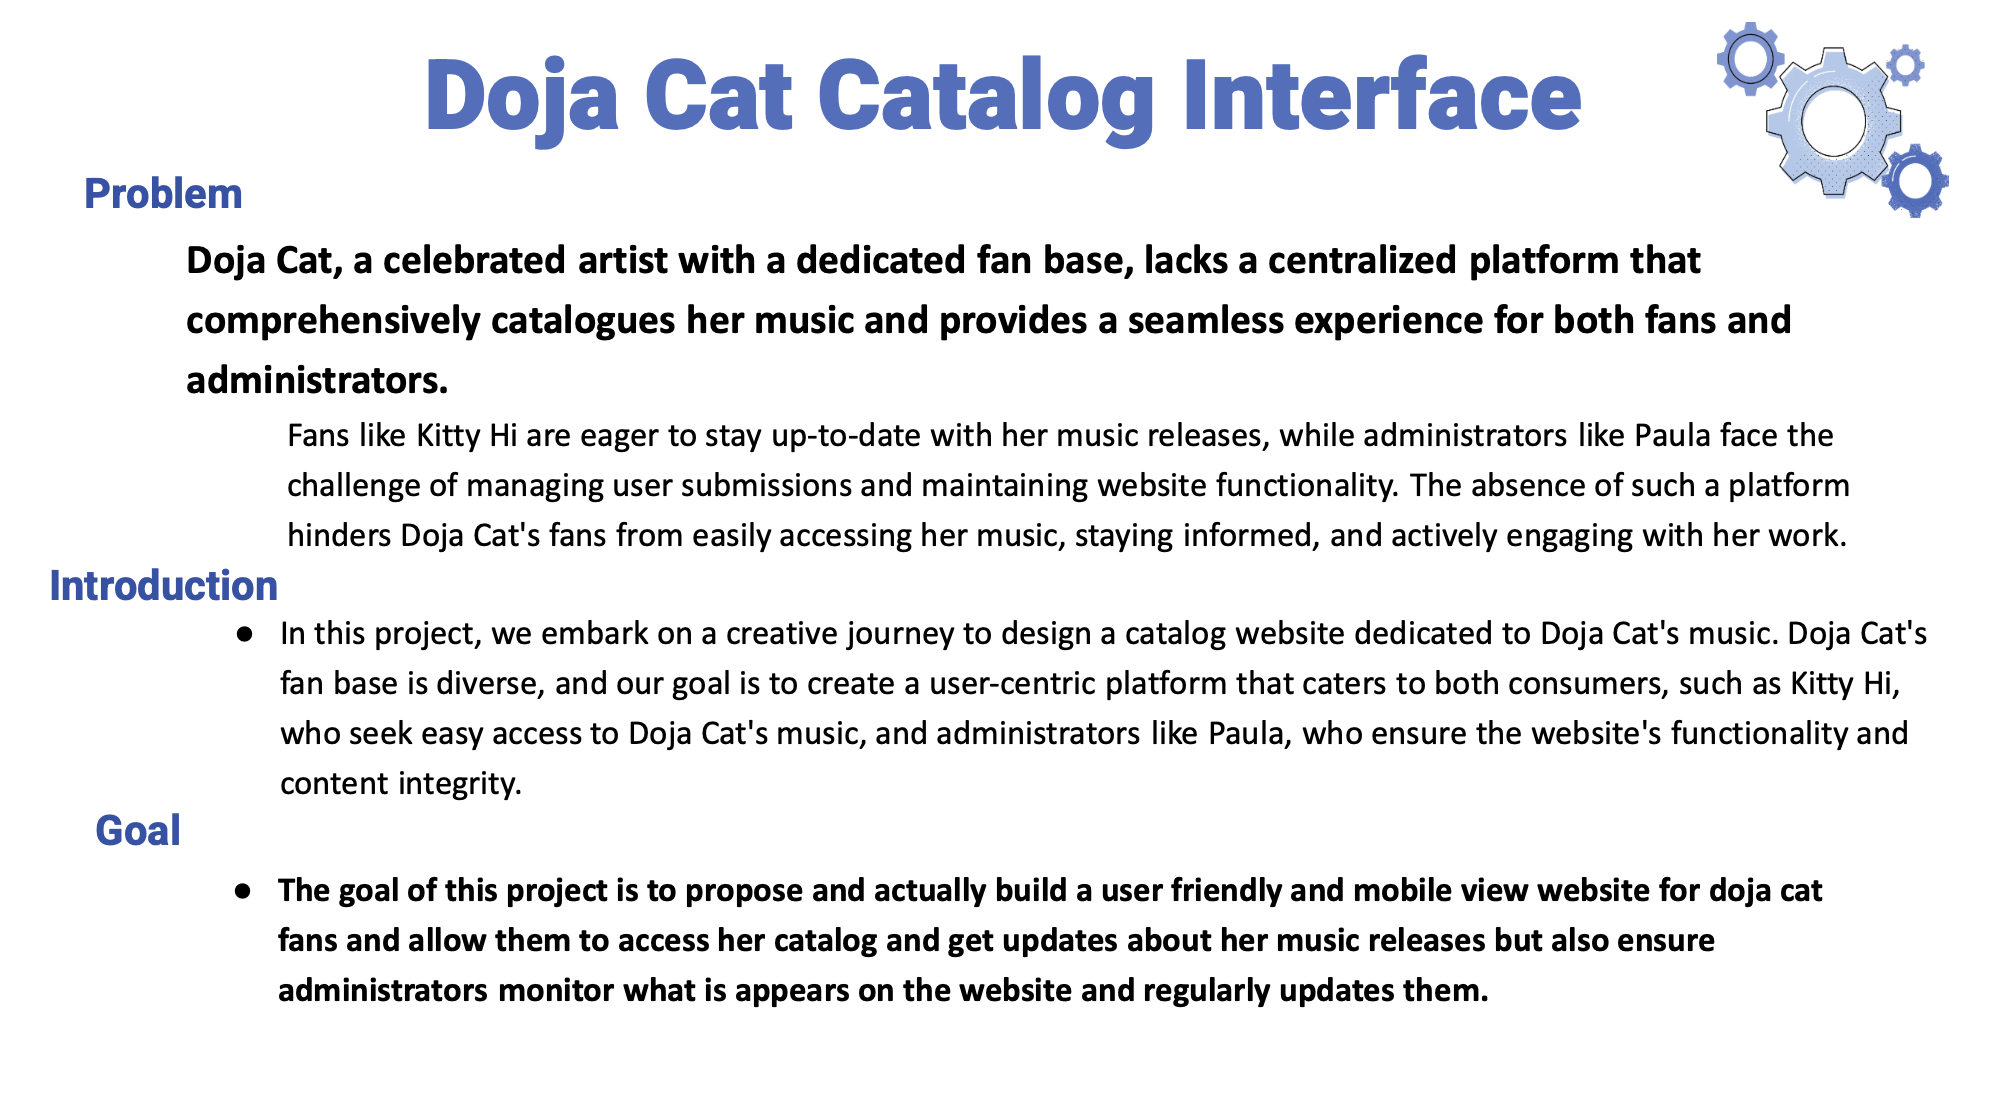 Doja Cat Catalog Interface
Problem
Doja Cat, a celebrated artist with a dedicated fan base, lacks a centralized platform that
comprehensively catalogues her music and provides a seamless experience for both fans and
administrators.
Fans like Kitty Hi are eager to stay up-to-date with her music releases, while administrators like Paula face the
challenge of managing user submissions and maintaining website functionality. The absence of such a platform
hinders Doja Cat's fans from easily accessing her music, staying informed, and actively engaging with her work.
Introduction
● In this project, we embark on a creative journey to design a catalog website dedicated to Doja Cat's music. Doja Cat's
fan base is diverse, and our goal is to create a user-centric platform that caters to both consumers, such as Kitty Hi,
who seek easy access to Doja Cat's music, and administrators like Paula, who ensure the website's functionality and
content integrity.
Goal
● The goal of this project is to propose and actually build a user friendly and mobile view website for doja cat
fans and allow them to access her catalog and get updates about her music releases but also ensure
administrators monitor what is appears on the website and regularly updates them.